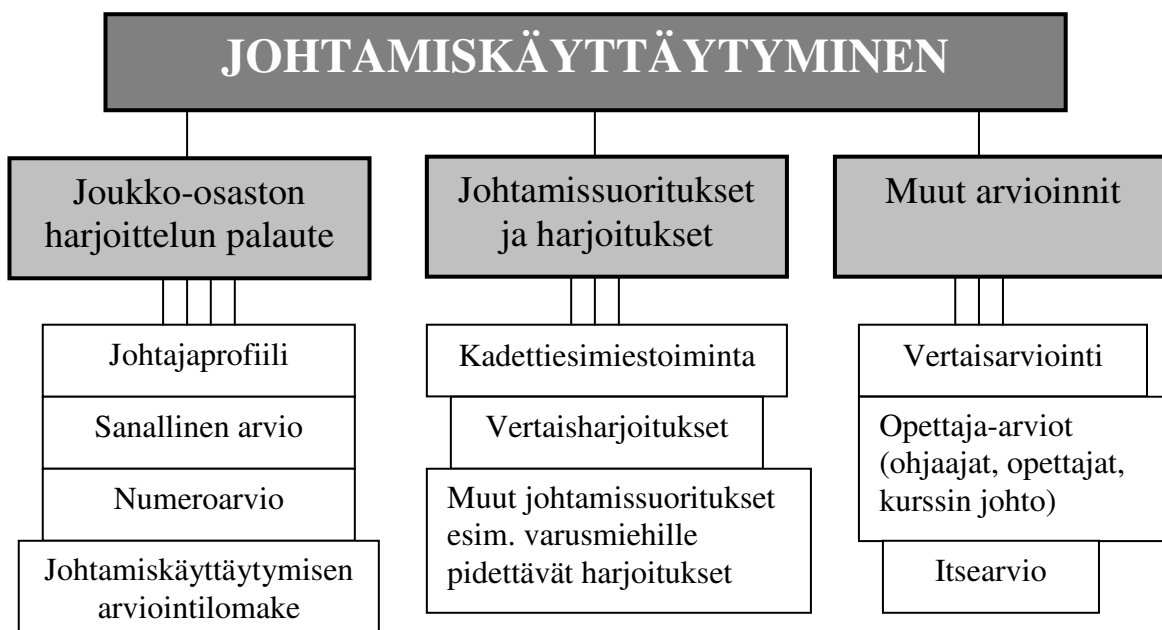 JOHTAMISKÄYTTÄYTYMINEN
Joukko-osaston
harjoittelun palaute
Johtajaprofiili
Sanallinen arvio
Numeroarvio
Johtamiskäyttäytymisen
arviointilomake
Johtamissuoritukset
ja harjoitukset
Kadettiesimiestoiminta
Vertaisharjoitukset
Muut johtamissuoritukset
esim. varusmiehille
pidettävät harjoitukset
Muut arvioinnit
Vertaisarviointi
Opettaja-arviot
(ohjaajat, opettajat,
kurssin johto)
Itsearvio